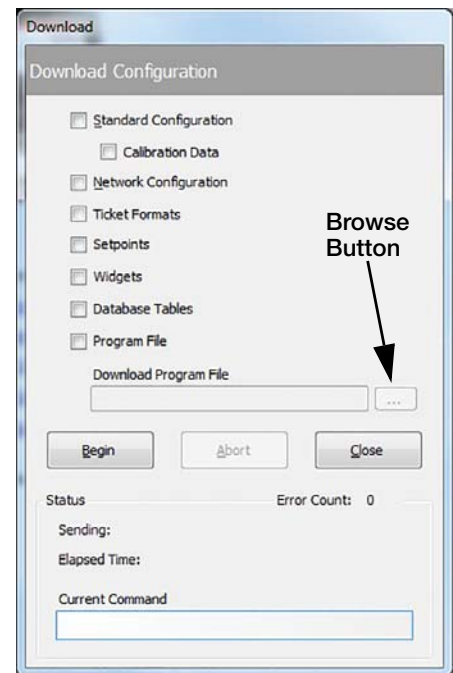 Download
Download Configuration
Standard Configuration
Calibration Data
Network Configuration
Ticket Formats
Setpoints
Browse
Button
Widgets
Database Tables
Program File
Download Program File
...
Begin
Abort
Close
Status
Error Count: 0
Sending:
Elapsed Time:
Current Command